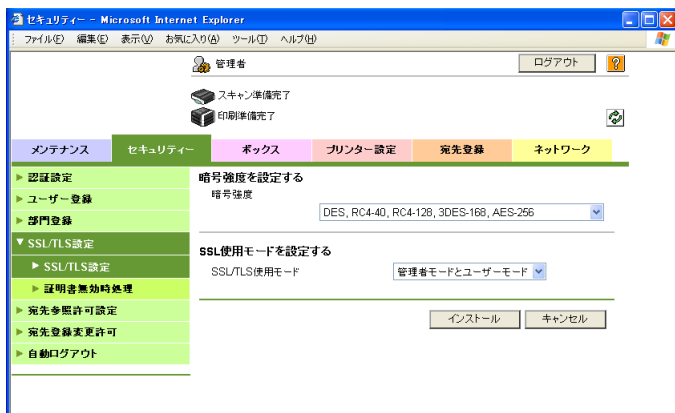 セキュリティー - Microsoft Internet Explorer
ファイル(F) 編集(E) 表示(V) お気に入り(A) ツール(T) ヘルプ(H)
管理者 ログアウト ?
スキャン準備完了
印刷準備完了
メンテナンス セキュリティー ボックス プリンター設定 宛先登録 ネットワーク
認証設定
ユーザー登録
部門登録
SSL/TLS設定
SSL/TLS設定
証明書無効時処理
宛先参照許可設定
宛先登録変更許可
自動ログアウト
暗号強度を設定する
暗号強度
DES, RC4-40, RC4-128, 3DES-168, AES-256
SSL使用モードを設定する
SSL/TLS使用モード 管理者モードとユーザーモード
インストール キャンセル